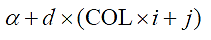 α + d × (COL × i + j)